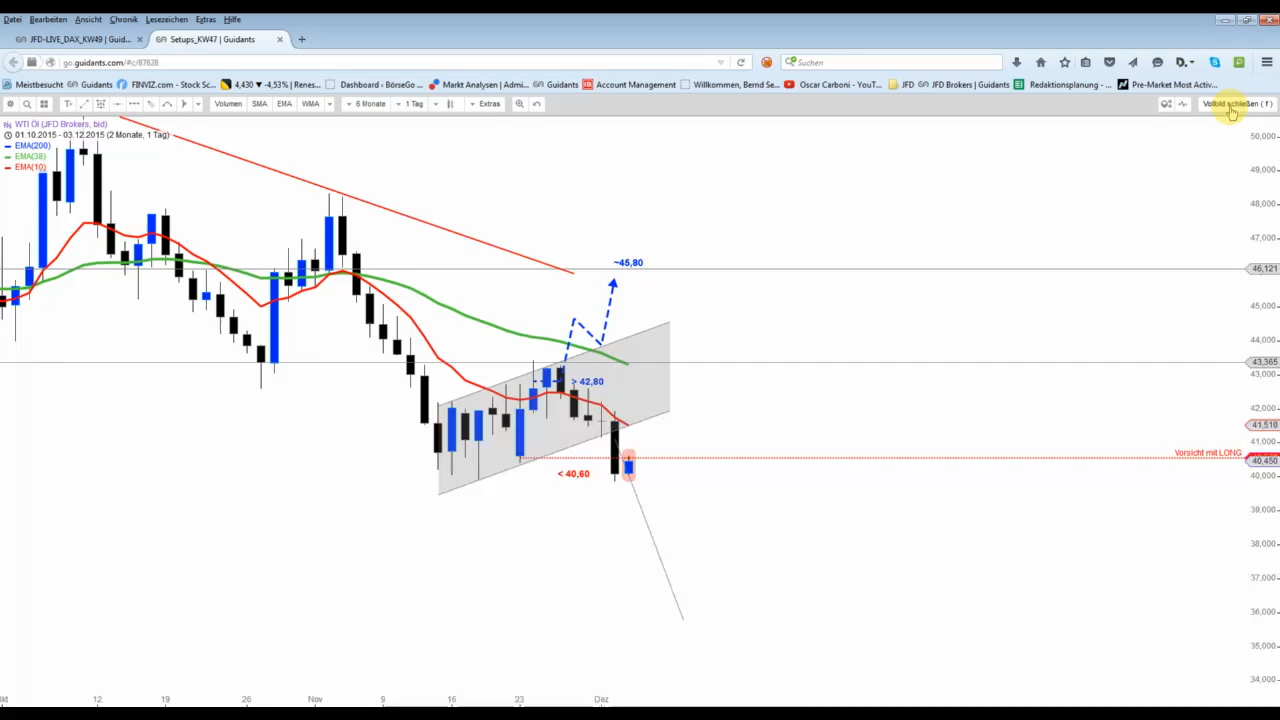 Datei Bearbeiten Ansicht Chronik Lesezeichen Extras Hilfe
JFD-LIVE_DAX_KW49 | Guid... Setups_KW47 | Guidants
go.guidants.com/#c/87828 Suchen
Meistbesucht Guidants FINVIZ.com - Stock Sc... 4,430 ▼ -4,53% | Renes... Dashboard - BörseGo ... Markt Analysen | Admi... Guidants Account Management Willkommen, Bernd Se... Oscar Carboni - YouT... JFD Guidants JFD Brokers | Guidants Redaktionsplanung - ... Pre-Market Most Activ...
Volumen SMA EMA WMA 6 Monate 1 Tag Extras Vollbild schließen ( f )
WTI Öl (JFD Brokers, bid)
01.10.2015 - 03.12.2015 (2 Monate, 1 Tag)
EMA(200)
EMA(38)
EMA(10)
50,000
49,000
48,000
47,000
~45,80
46,121
45,000
44,000
43,365
43,000
> 42,80
42,000
41,510
41,000
Vorsicht mit LONG
40,450
< 40,60
40,000
39,000
38,000
37,000
36,000
35,000
34,000
12 19 26 Nov 9 16 23 Dez